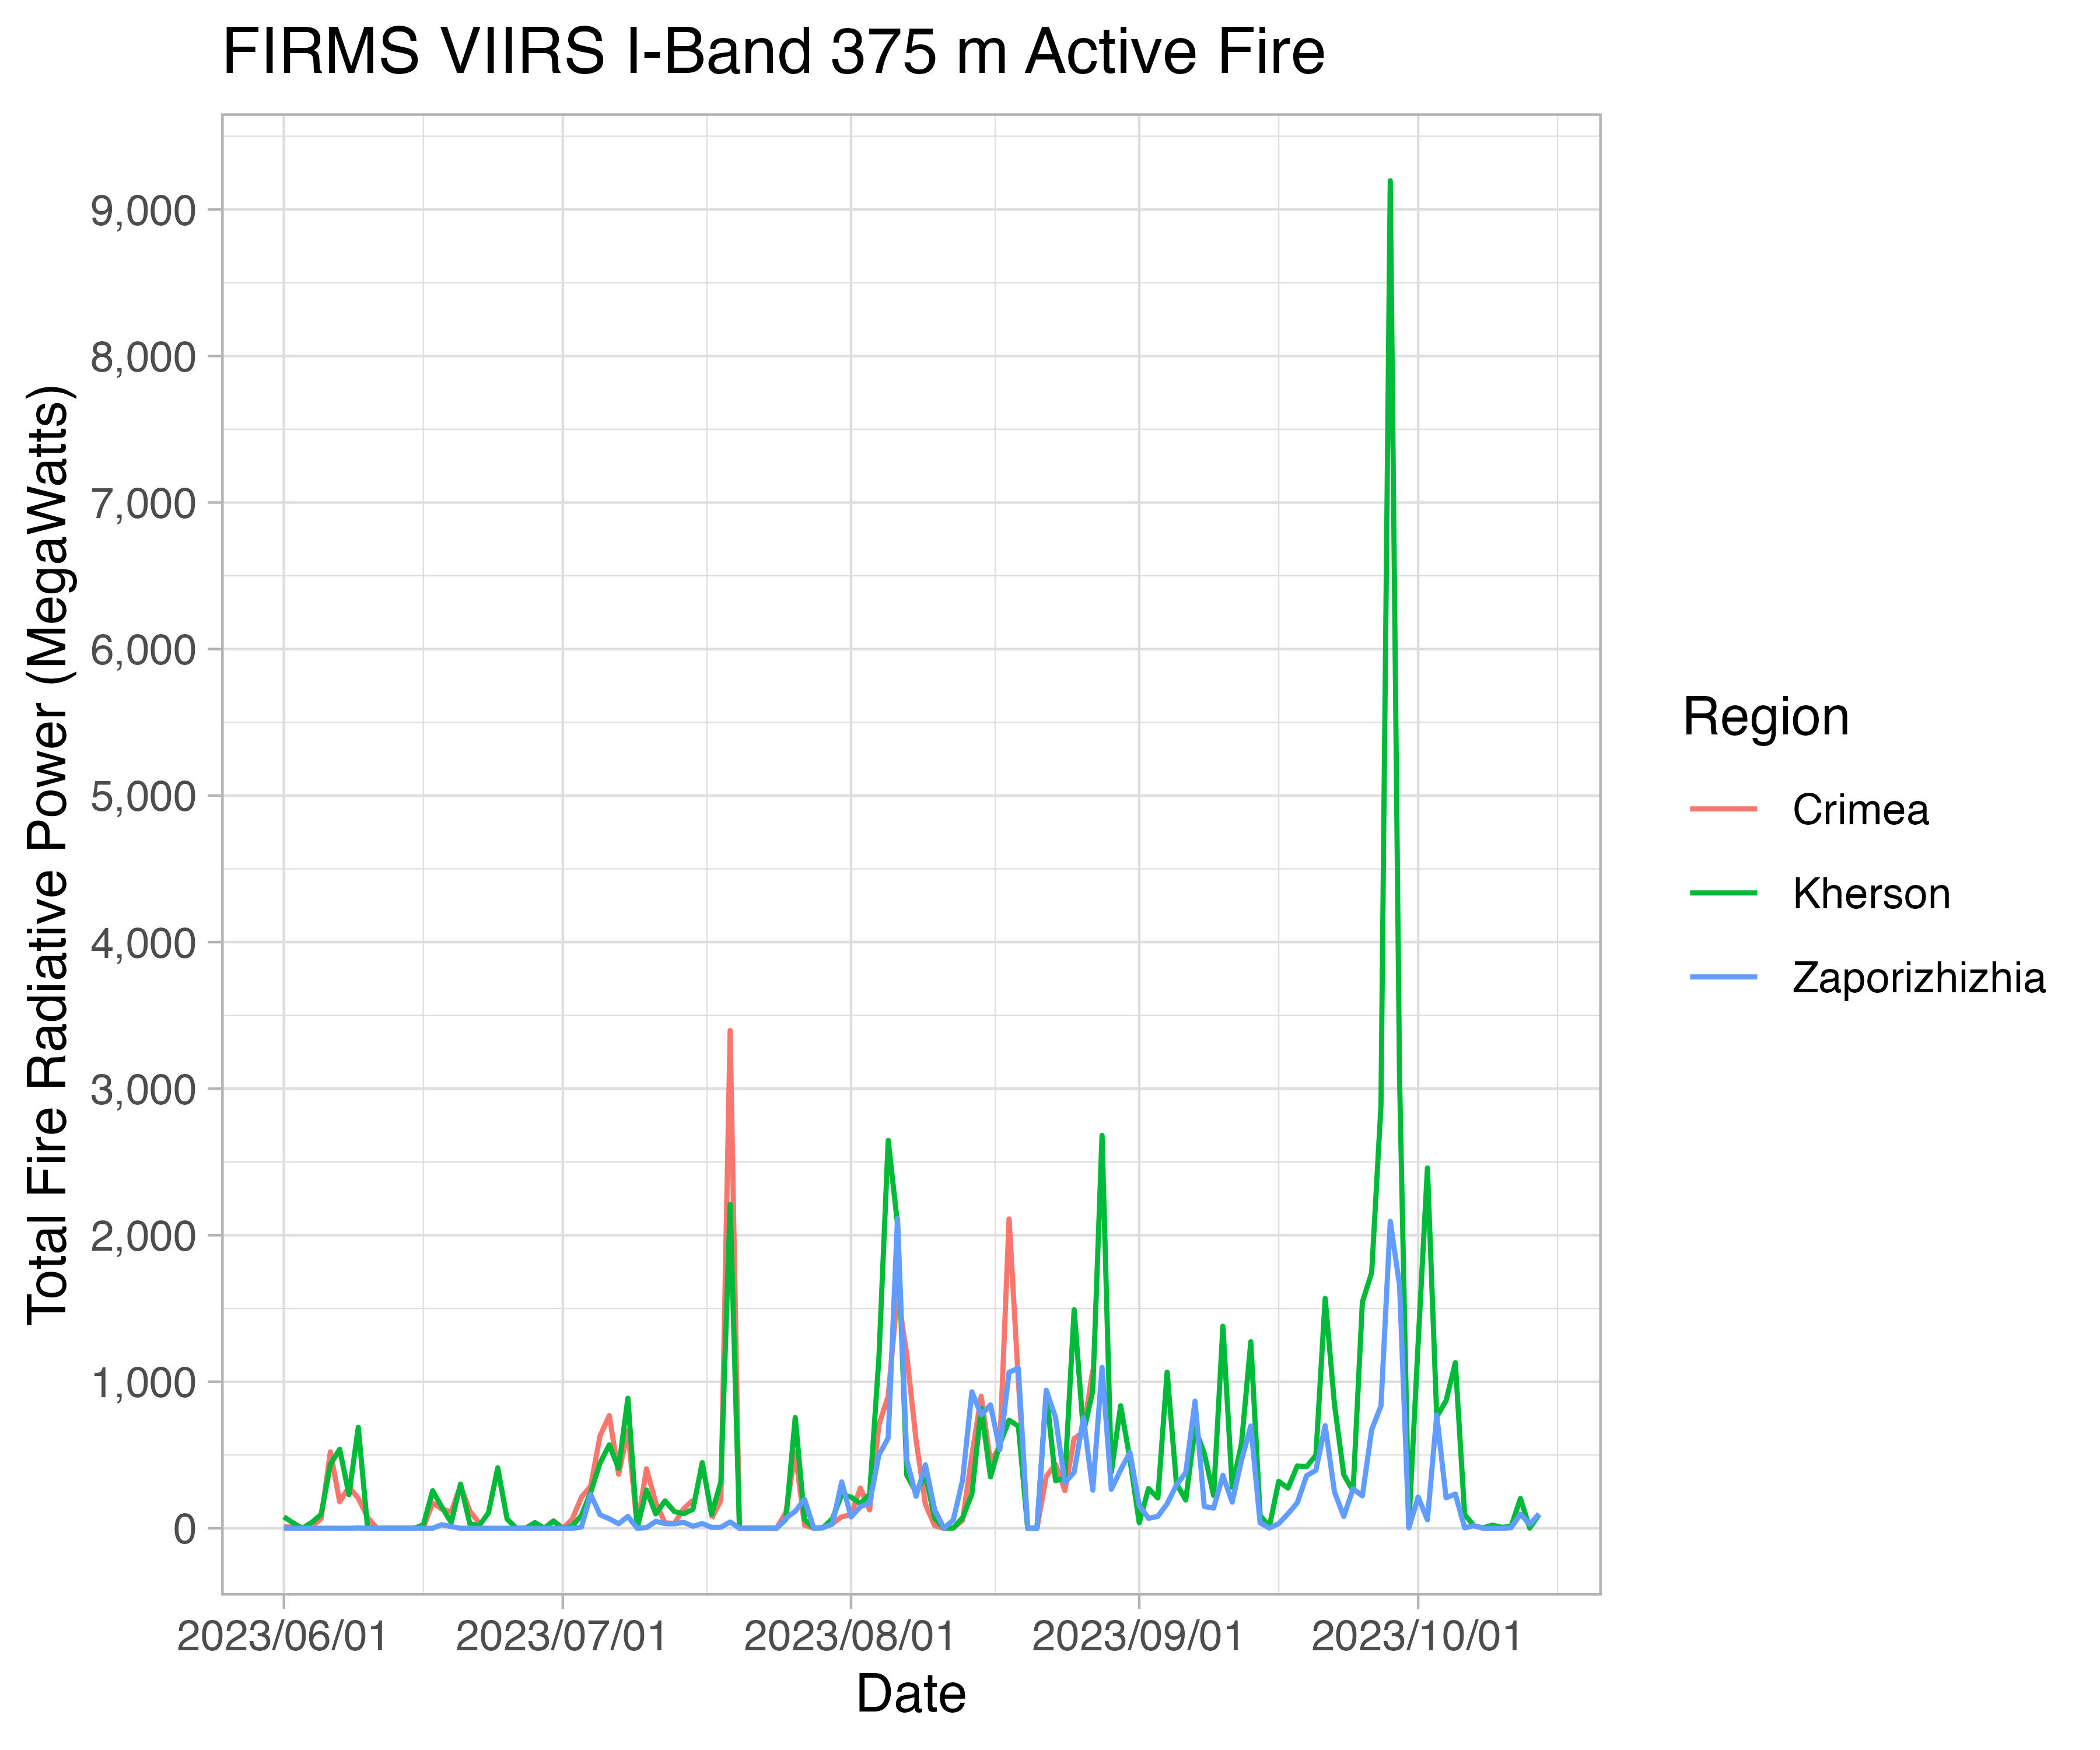 FIRMS VIIRS I-Band 375 m Active Fire
Total Fire Radiative Power (MegaWatts)
9,000
8,000
7,000
6,000
5,000
4,000
3,000
2,000
1,000
0
2023/06/01 2023/07/01 2023/08/01 2023/09/01 2023/10/01
Date
Region
Crimea
Kherson
Zaporizhizhia